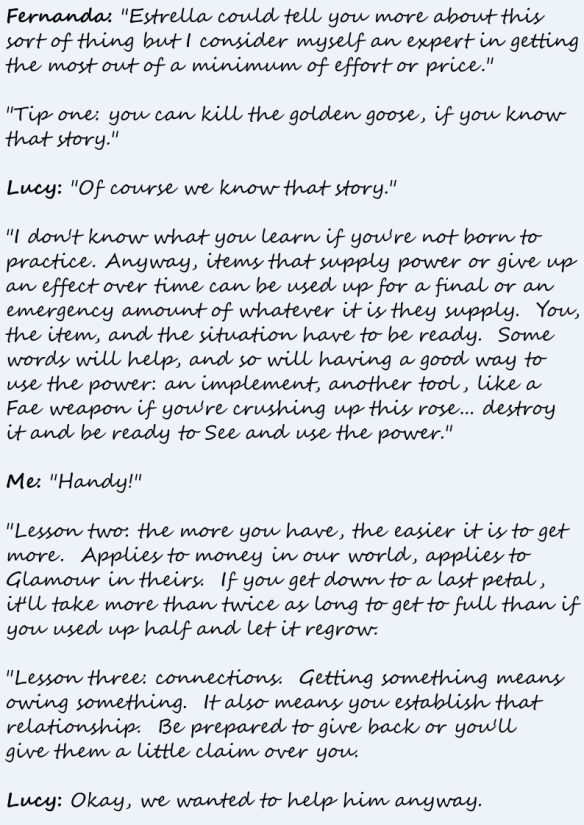 Fernanda: "Estrella could tell you more about this
sort of thing but I consider myself an expert in getting
the most out of a minimum of effort or price."
"Tip one: you can kill the golden goose, if you know
that story."
Lucy: "Of course we know that story."
"I don't know what you learn if you're not born to
practice. Anyway, items that supply power or give up
an effect over time can be used up for a final or an
emergency amount of whatever it is they supply. You,
the item, and the situation have to be ready. Some
words will help, and so will having a good way to
use the power: an implement, another tool, like a
Fae weapon if you're crushing up this rose... destroy
it and be ready to See and use the power."
Me: "Handy!"
"Lesson two: the more you have, the easier it is to get
more. Applies to money in our world, applies to
Glamour in theirs. If you get down to a last petal,
it'll take more than twice as long to get to full than if
you used up half and let it regrow.
"Lesson three: connections. Getting something means
owing something. It also means you establish that
relationship. Be prepared to give back or you'll
give them a little claim over you.
Lucy: Okay, we wanted to help him anyway.